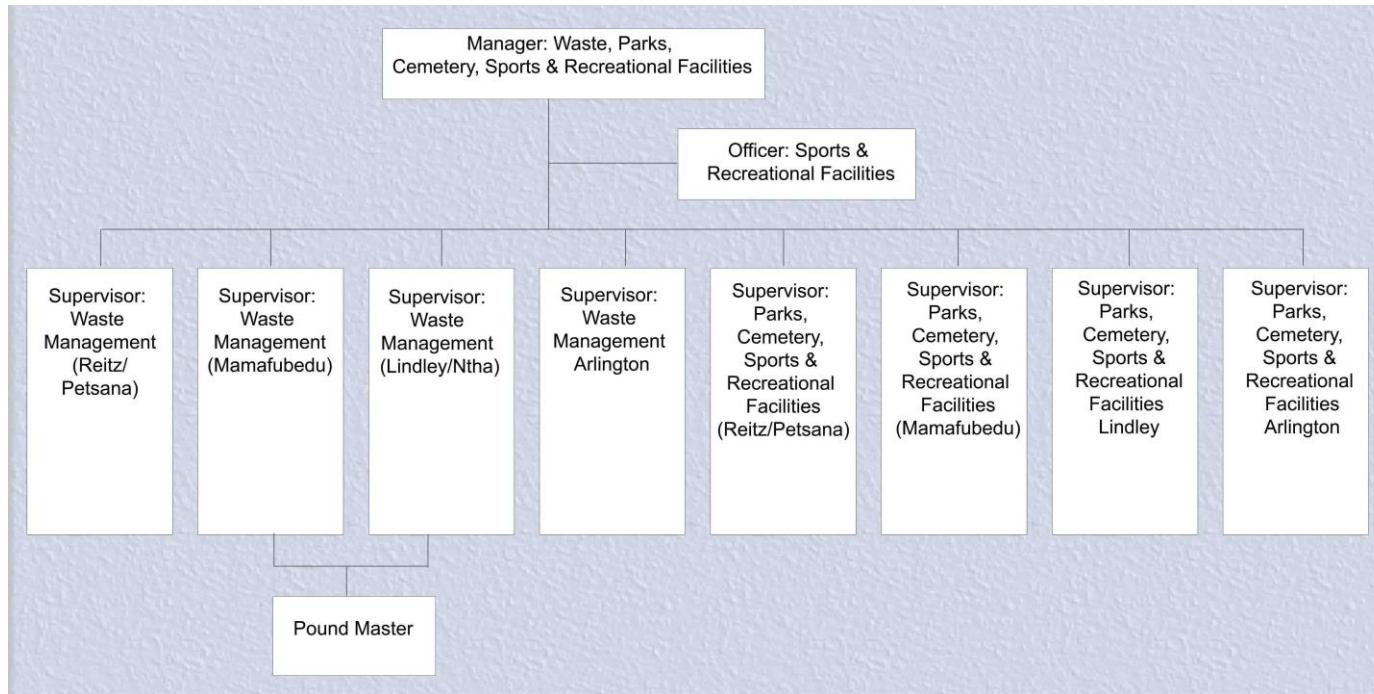 Manager: Waste, Parks,
Cemetery, Sports & Recreational Facilities
Officer: Sports &
Recreational Facilities
Supervisor:
Waste
Management
(Reitz/
Petsana)
Supervisor:
Waste
Management
(Mamafubedu)
Supervisor:
Waste
Management
(Lindley/Ntha)
Supervisor:
Waste
Management
Arlington
Supervisor:
Parks,
Cemetery,
Sports &
Recreational
Facilities
(Reitz/Petsana)
Supervisor:
Parks,
Cemetery,
Sports &
Recreational
Facilities
(Mamafubedu)
Supervisor:
Parks,
Cemetery,
Sports &
Recreational
Facilities
Lindley
Supervisor:
Parks,
Cemetery,
Sports &
Recreational
Facilities
Arlington
Pound Master